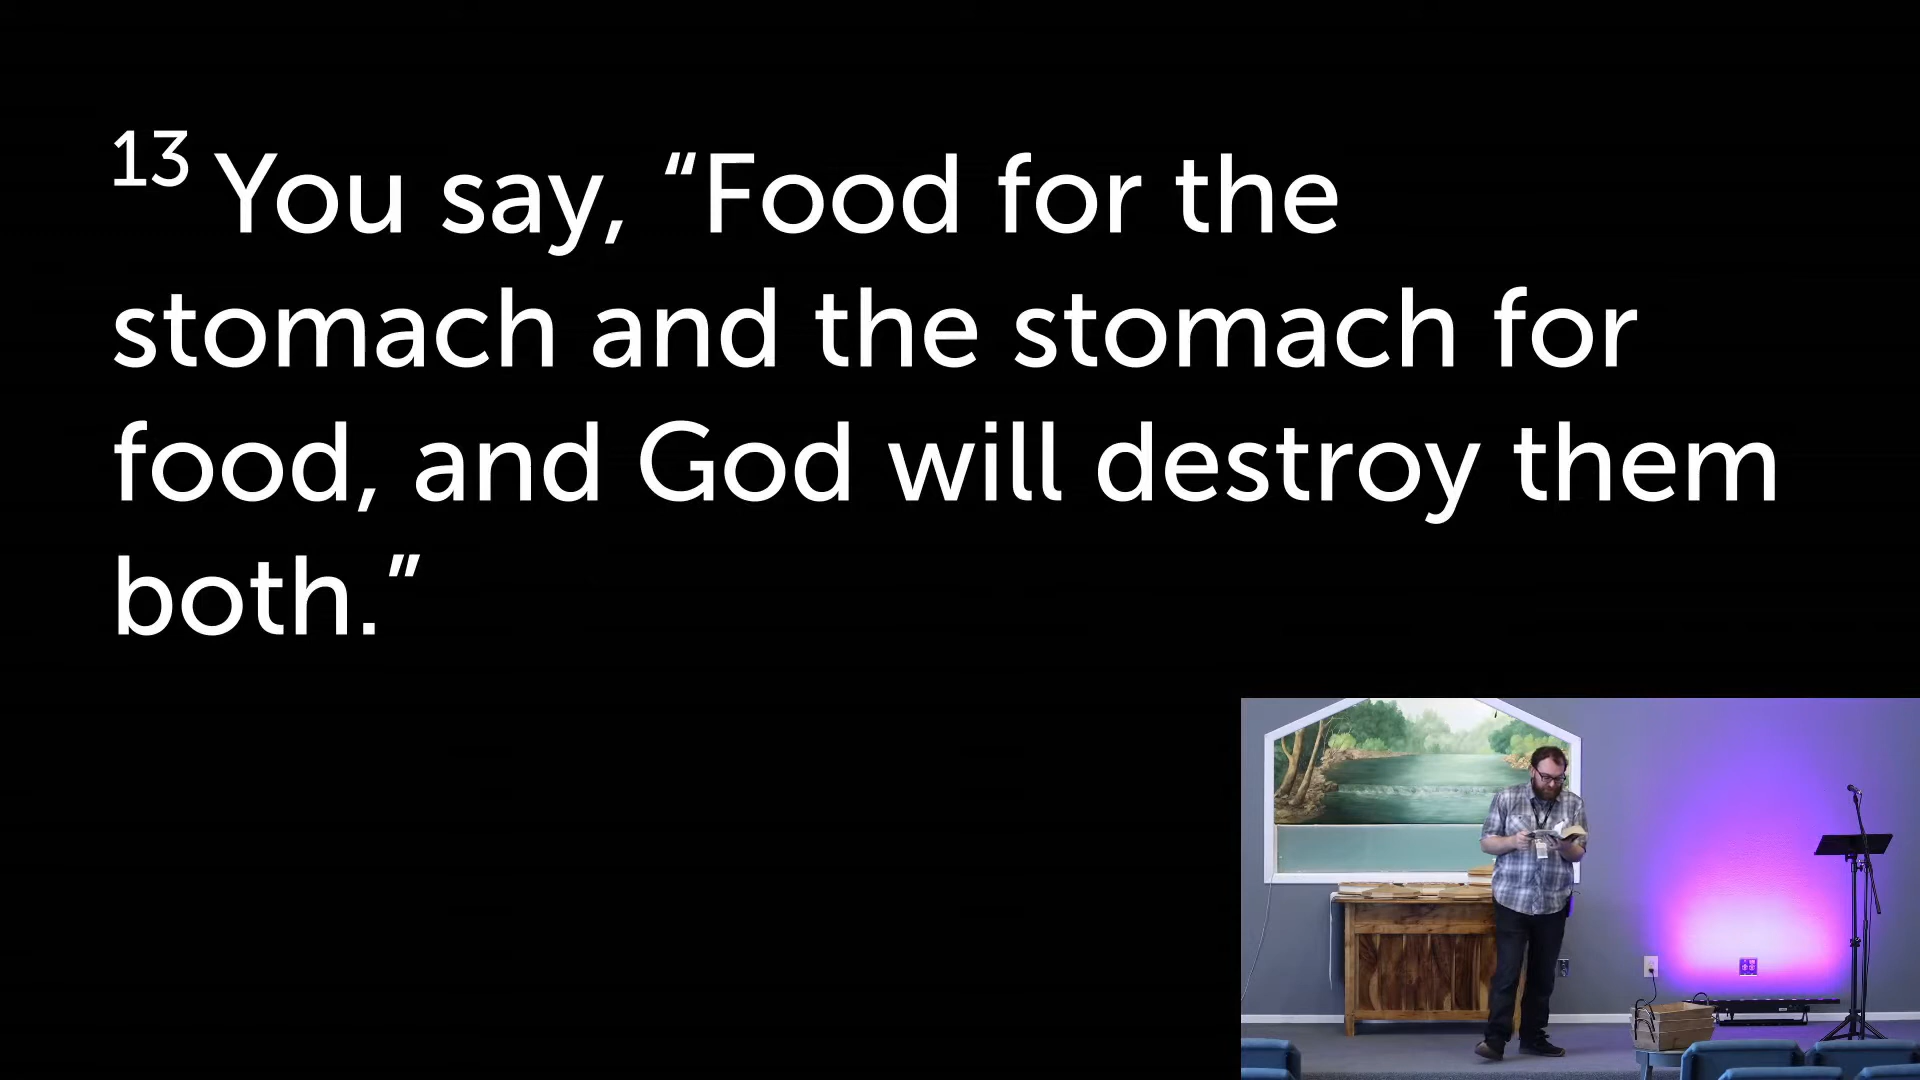 13 You say, “Food for the
stomach and the stomach for
food, and God will destroy them
both.”